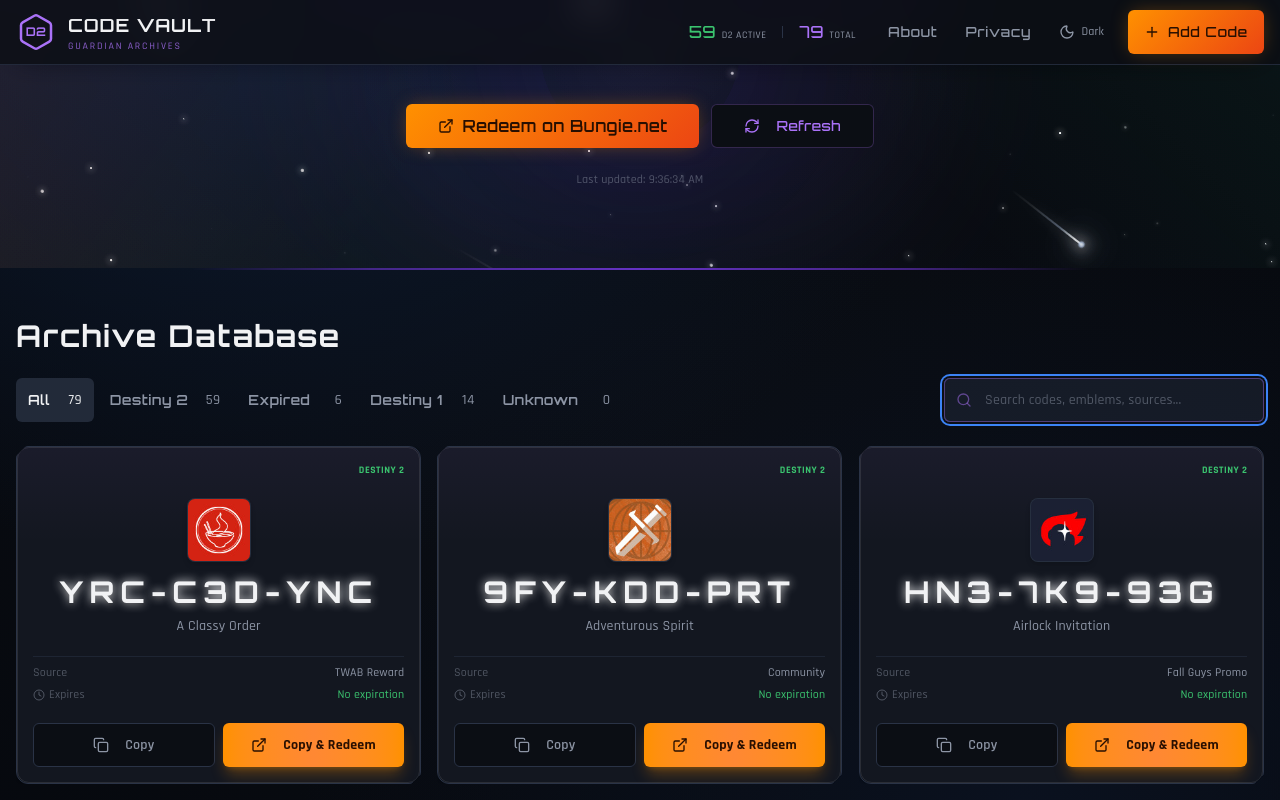 D2
CODE VAULT
GUARDIAN ARCHIVES
59 D2 ACTIVE
79 TOTAL
About
Privacy
Dark
Add Code
Redeem on Bungie.net
Refresh
Last updated: 9:36:34 AM
Archive Database
All 79
Destiny 2 59
Expired 6
Destiny 1 14
Unknown 0
Search codes, emblems, sources...
DESTINY 2
YRC-C3D-YNC
A Classy Order
Source TWAB Reward
Expires No expiration
Copy
Copy & Redeem
DESTINY 2
9FY-KDD-PRT
Adventurous Spirit
Source Community
Expires No expiration
Copy
Copy & Redeem
DESTINY 2
HN3-7K9-93G
Airlock Invitation
Source Fall Guys Promo
Expires No expiration
Copy
Copy & Redeem